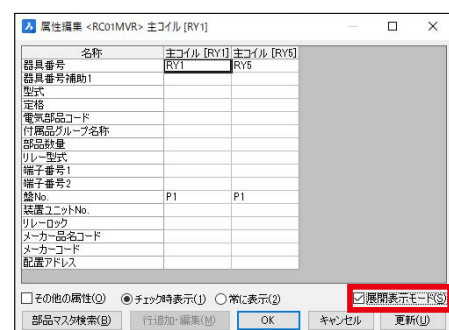 属性編集 <RC01MVR> 主コイル [RY1]
名称 主コイル [RY1] 主コイル [RY5]
器具番号 RY1 RY5
器具番号補助1
型式
定格
電気部品コード
付属品グループ名称
部品数量
リレー型式
端子番号1
端子番号2
盤No. P1 P1
装置ユニットNo.
リレーロック
メーカー品名コード
メーカーコード
配置アドレス
その他の属性(O) チェック時表示(1) 常に表示(2) 展開表示モード(S)
部品マスタ検索(B) 行追加・編集(M) OK キャンセル 更新(U)